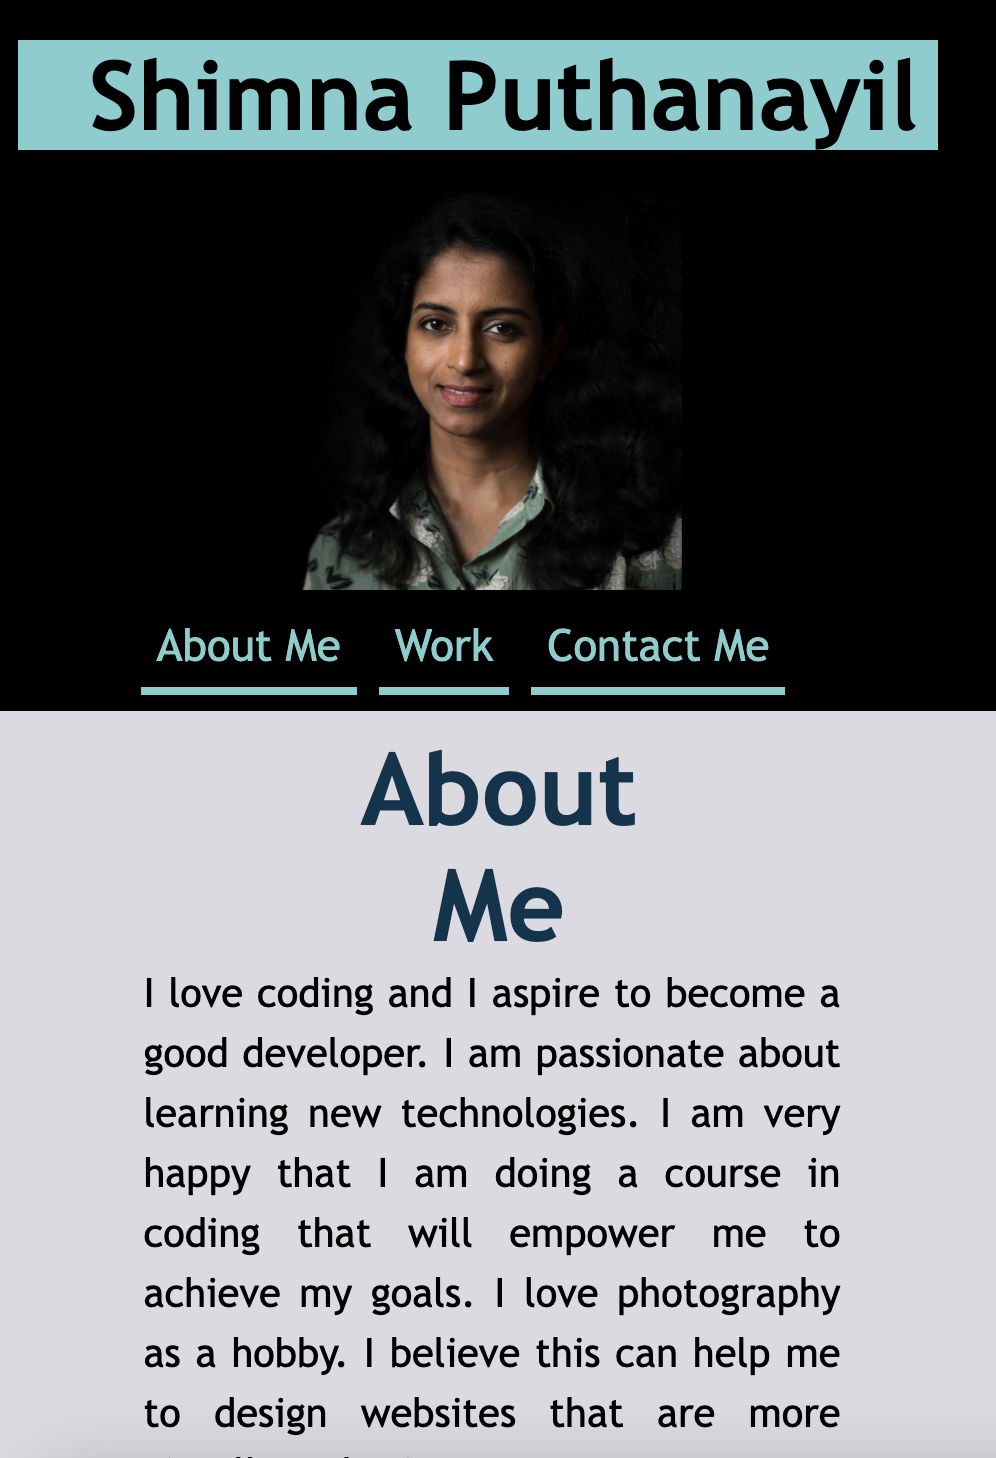 Shimna Puthanayil
About Me Work Contact Me
About
Me
I love coding and I aspire to become a
good developer. I am passionate about
learning new technologies. I am very
happy that I am doing a course in
coding that will empower me to
achieve my goals. I love photography
as a hobby. I believe this can help me
to design websites that are more